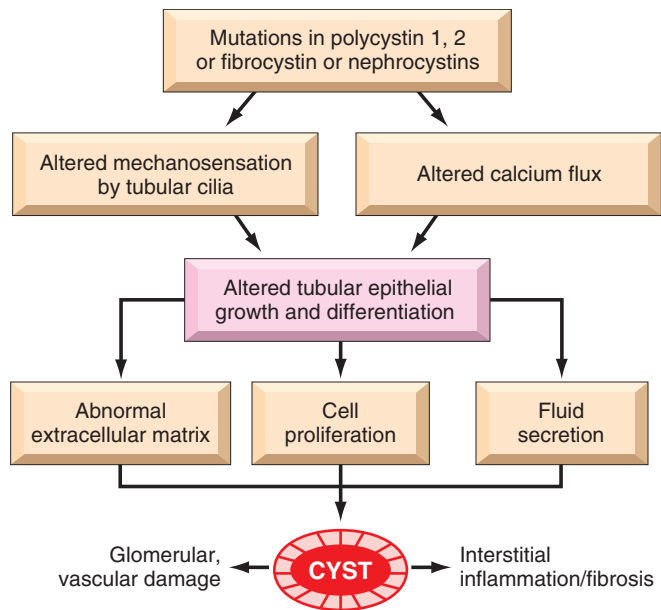 Mutations in polycystin 1, 2
or fibrocystin or nephrocystins
Altered mechanosensation
by tubular cilia
Altered calcium flux
Altered tubular epithelial
growth and differentiation
Abnormal
extracellular matrix
Cell
proliferation
Fluid
secretion
Glomerular,
vascular damage
CYST
Interstitial
inflammation/fibrosis